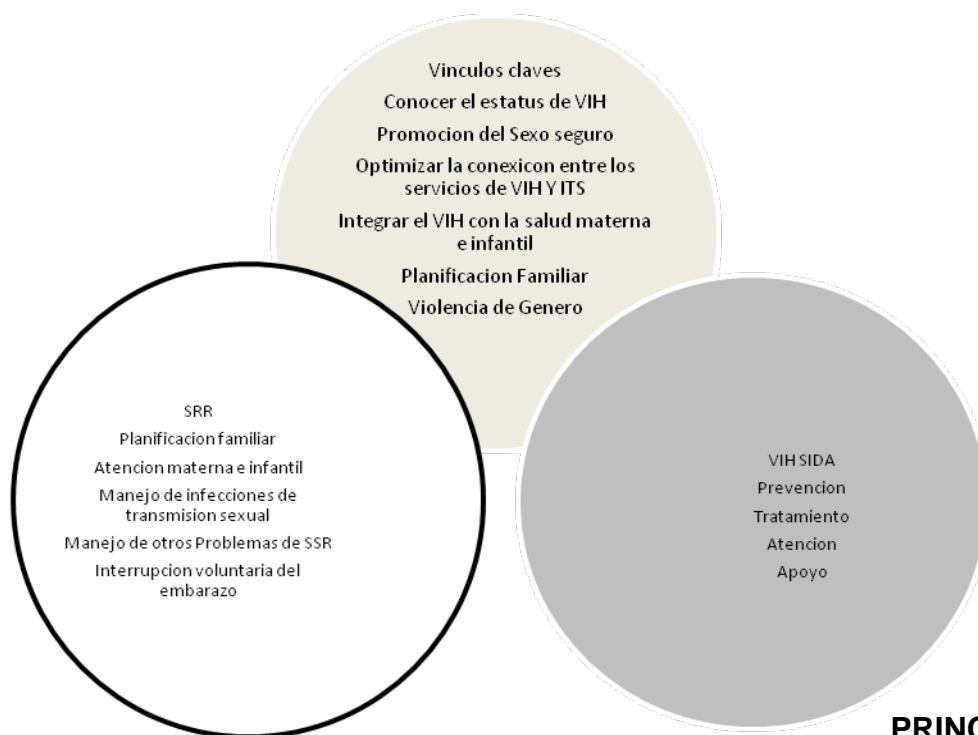 Vinculos claves
Conocer el estatus de VIH
Promocion del Sexo seguro
Optimizar la conexicon entre los
servicios de VIH Y ITS
Integrar el VIH con la salud materna
e infantil
Planificacion Familiar
Violencia de Genero
SRR
Planificacion familiar
Atencion materna e infantil
Manejo de infecciones de
transmision sexual
Manejo de otros Problemas de SSR
Interrupcion voluntaria del
embarazo
VIH SIDA
Prevencion
Tratamiento
Atencion
Apoyo